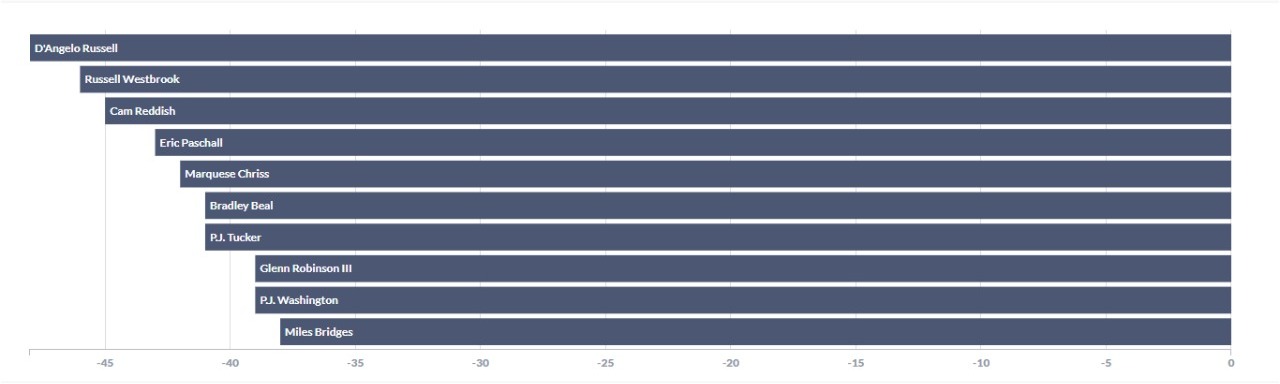 D'Angelo Russell
Russell Westbrook
Cam Reddish
Eric Paschall
Marquese Chriss
Bradley Beal
P.J. Tucker
Glenn Robinson III
P.J. Washington
Miles Bridges
-45 -40 -35 -30 -25 -20 -15 -10 -5 0